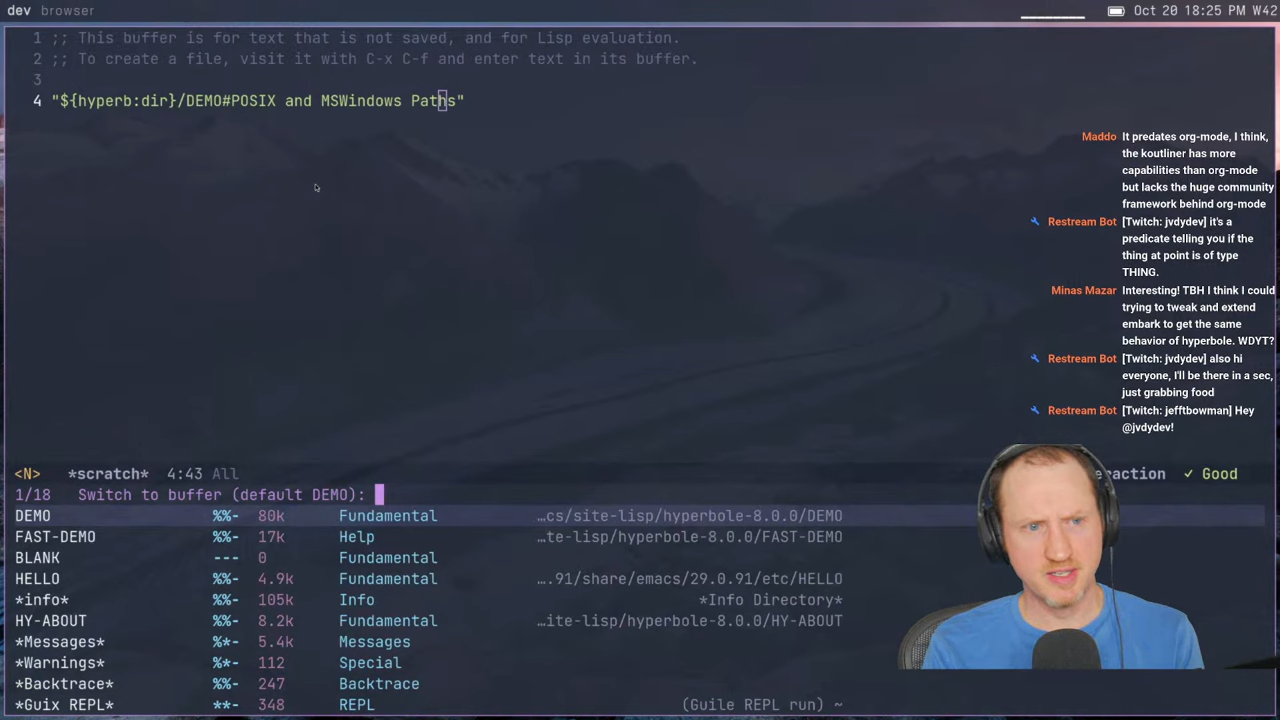 dev browser
Oct 20 18:25 PM W42
1 ;; This buffer is for text that is not saved, and for Lisp evaluation.
2 ;; To create a file, visit it with C-x C-f and enter text in its buffer.
3
4 "${hyperb:dir}/DEMO#POSIX and MSWindows Paths"
Maddo It predates org-mode, I think,
the koutliner has more
capabilities than org-mode
but lacks the huge community
framework behind org-mode
Restream Bot [Twitch: jvdydev] it's a
predicate telling you if the
thing at point is of type
THING.
Minas Mazar Interesting! TBH I think I could
trying to tweak and extend
embark to get the same
behavior of hyperbole. WDYT?
Restream Bot [Twitch: jvdydev] also hi
everyone, I'll be there in a sec,
just grabbing food
Restream Bot [Twitch: jefftbowman] Hey
@jvdydev!
<N> *scratch* 4:43 All eraction ✓ Good
1/18 Switch to buffer (default DEMO):
DEMO %%- 80k Fundamental …cs/site-lisp/hyperbole-8.0.0/DEMO
FAST-DEMO %%- 17k Help …te-lisp/hyperbole-8.0.0/FAST-DEMO
BLANK --- 0 Fundamental
HELLO %%- 4.9k Fundamental ….91/share/emacs/29.0.91/etc/HELLO
*info* %%- 105k Info *Info Directory*
HY-ABOUT %%- 8.2k Fundamental …ite-lisp/hyperbole-8.0.0/HY-ABOUT
*Messages* %*- 5.4k Messages
*Warnings* %*- 112 Special
*Backtrace* %%- 247 Backtrace
*Guix REPL* **- 348 REPL (Guile REPL run) ~